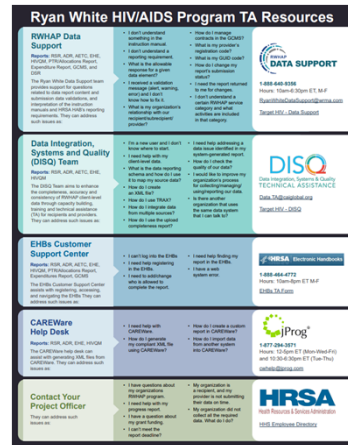 Ryan White HIV/AIDS Program TA Resources
RWHAP Data
Support
Reports: RSR, ADR, AETC, EHE,
HIVQM, PTR/Allocations Report,
Expenditure Report, GCMS, and
DSR
The Ryan White Data Support team
provides support for questions
related to data report content and
submission data validations, and
interpretation of the instruction
manuals and HRSA HAB's reporting
requirements. They can address
such issues as:
• I don't understand
something in the
instruction manual.
• I don't understand a
reporting requirement.
• What is the allowable
response for a given
data element?
• I received a validation
message (alert, warning,
error) and I don't
know how to fix it.
• What is my organization's
relationship with our
recipient/subrecipient/
provider?
• How do I manage
contracts in the GCMS?
• What is my provider's
registration code?
• What is my GUID code?
• How do I change my
report's submission
status?
• I need the report returned
to me for changes.
• I don't understand a
certain RWHAP service
category and what
activities are
included in that category
RWHAP
DATA SUPPORT
1-888-640-9356
Hours: 10am-6:30pm ET, M-F
RyanWhiteDataSupport@wrma.com
Target HIV - Data Support
Data Integration,
Systems and Quality
(DISQ) Team
Reports: RSR, ADR, AETC, EHE,
HIVQM
The DISQ Team aims to enhance
the completeness, accuracy and
consistency of RWHAP client-level
data through capacity building,
training and technical assistance
(TA) for recipients and providers.
They can address such issues as:
• I'm a new user and I don't
know where to start.
• I need help with my
client-level data.
• What is the data reporting
schema and how do I use
it to map my source data?
• How do I create
an XML file?
• How do I use TRAX?
• How do I integrate data
from multiple sources?
• How do I use the upload
completeness report?
• I need help addressing a
data issue identified in my
system-generated report.
• How do I check the
quality of our data?
• I would like to improve my
organization's process
for collecting/managing/
using/reporting our data.
• Is there another
organization that
uses the same data system
that I can talk to?
DISQ
Data Integration, Systems & Quality
TECHNICAL ASSISTANCE
Data.TA@caiglobal.org
Target HIV - DISQ
EHBs Customer
Support Center
Reports: RSR, ADR, AETC, EHE,
HIVQM, PTR/Allocations Report,
Expenditure Report, GCMS
The EHBs Customer Support Center
assists with registering, accessing,
and navigating the EHBs They can
address such issues as:
• I can't log into the EHBs
• I need help registering
in the EHBs.
• I need to add/change
who is allowed to
complete the report.
• I need help finding my
report in the EHBs.
• I have a web
system error.
HRSA Electronic Handbooks
1-888-464-4772
Hours: 10am-8pm ET M-F
EHBs TA Form
CAREWare
Help Desk
Reports: RSR, ADR, EHE, HIVQM
The CAREWare help desk can
assist with generating XML files from
CAREWare. They can address such
issues as:
• I need help with
CAREWare.
• How do I generate
my compliant XML file
using CAREWare?
• How do I create a custom
report in CAREWare?
• How do I import data
from another system
into CAREWare?
jProg
1-877-294-3571
Hours: 12-5pm ET (Mon-Wed-Fri)
and 10:30-6:30pm ET (Tue-Thu)
cwhelp@jprog.com
Contact Your
Project Officer
They can address such
issues as:
• I have questions about
my organizations
RWHAP program.
• I need help with my
progress report.
• I have a question about
my grant funding.
• I can't meet the
report deadline?
• My organization is
a recipient, and my
provider is not submitting
their data on time.
• My organization did not
collect all the required
data. What do I do?
HRSA
Health Resources & Services Administration
HHS Employee Directory